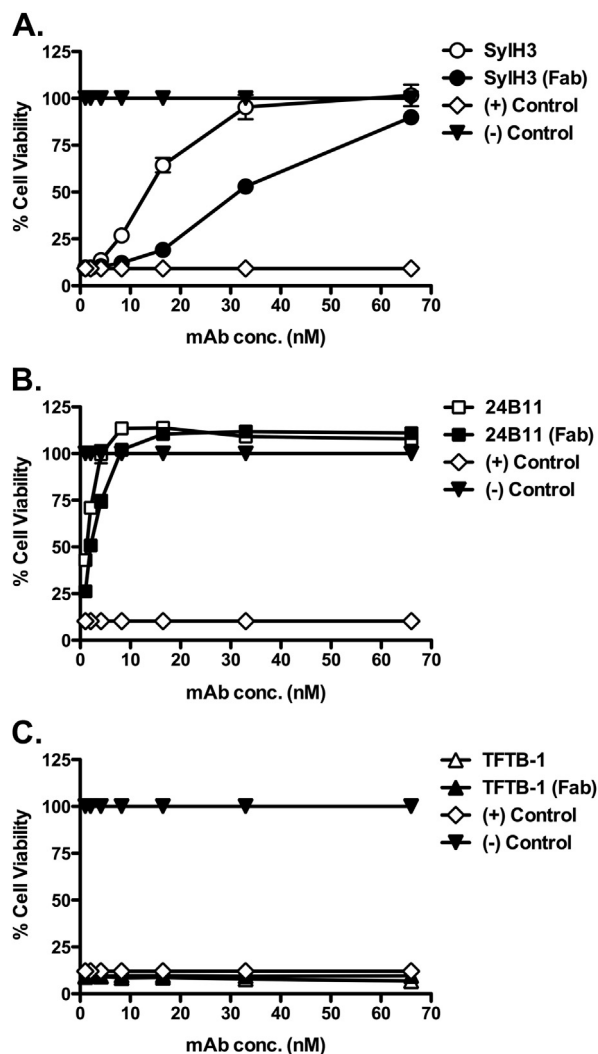 A.
SylH3
SylH3 (Fab)
(+) Control
(-) Control
% Cell Viability
125
100
75
50
25
0
0 10 20 30 40 50 60 70
mAb conc. (nM)
B.
24B11
24B11 (Fab)
(+) Control
(-) Control
% Cell Viability
125
100
75
50
25
0
0 10 20 30 40 50 60 70
mAb conc. (nM)
C.
TFTB-1
TFTB-1 (Fab)
(+) Control
(-) Control
% Cell Viability
125
100
75
50
25
0
0 10 20 30 40 50 60 70
mAb conc. (nM)